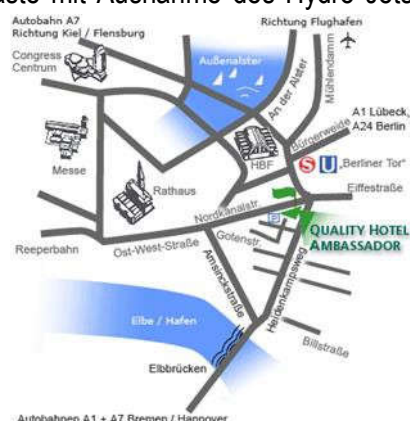 Autobahn A7
Richtung Kiel / Flensburg
Richtung Flughafen
Congress
Centrum
Außenalster
An der Alster
Mühlendamm
A1 Lübeck,
A24 Berlin
Bürgerweide
HBF
S U „Berliner Tor“
Messe
Rathaus
Eiffestraße
Nordkanalstr.
P
QUALITY HOTEL
AMBASSADOR
Reeperbahn
Ost-West-Straße
Gotenstr.
Amsinckstraße
Heidenkampsweg
Elbe / Hafen
Billstraße
Elbbrücken
Autobahnen A1 + A7 Bremen / Hannover